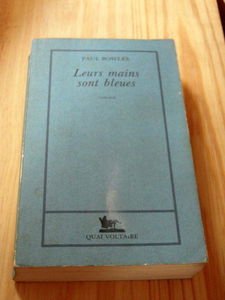 PAUL BOWLES
Leurs mains
sont bleues
QUAI VOLTAIRE